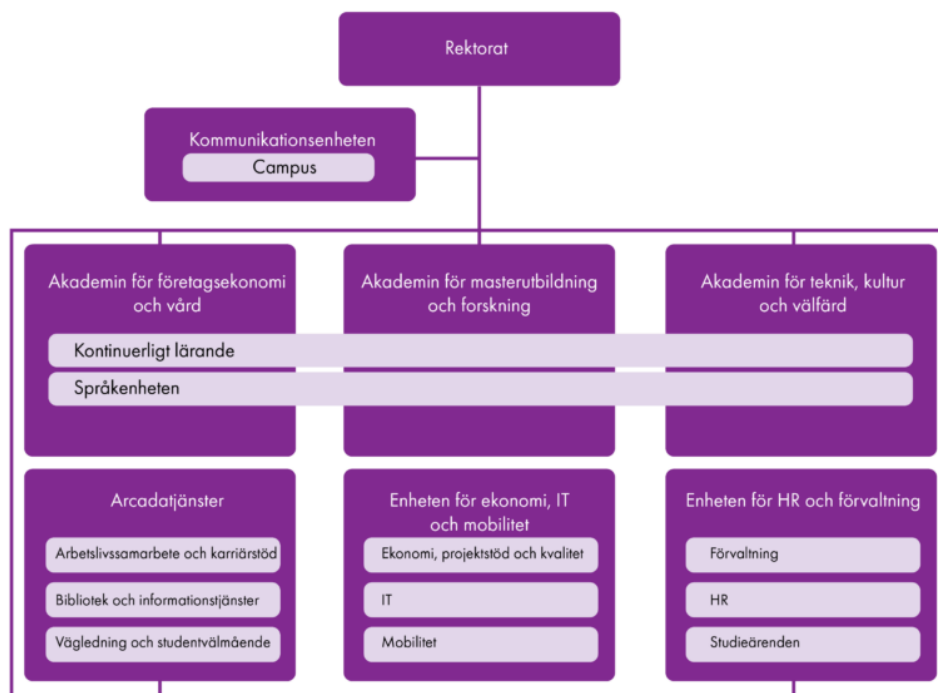 Rektorat
Kommunikationsenheten
Campus
Akademin för företagsekonomi
och vård
Akademin för masterutbildning
och forskning
Akademin för teknik, kultur
och välfärd
Kontinuerligt lärande
Språkenheten
Arcadatjänster
Arbetslivssamarbete och karriärstöd
Bibliotek och informationstjänster
Vägledning och studentvälmående
Enheten för ekonomi, IT
och mobilitet
Ekonomi, projektstöd och kvalitet
IT
Mobilitet
Enheten för HR och förvaltning
Förvaltning
HR
Studieärenden